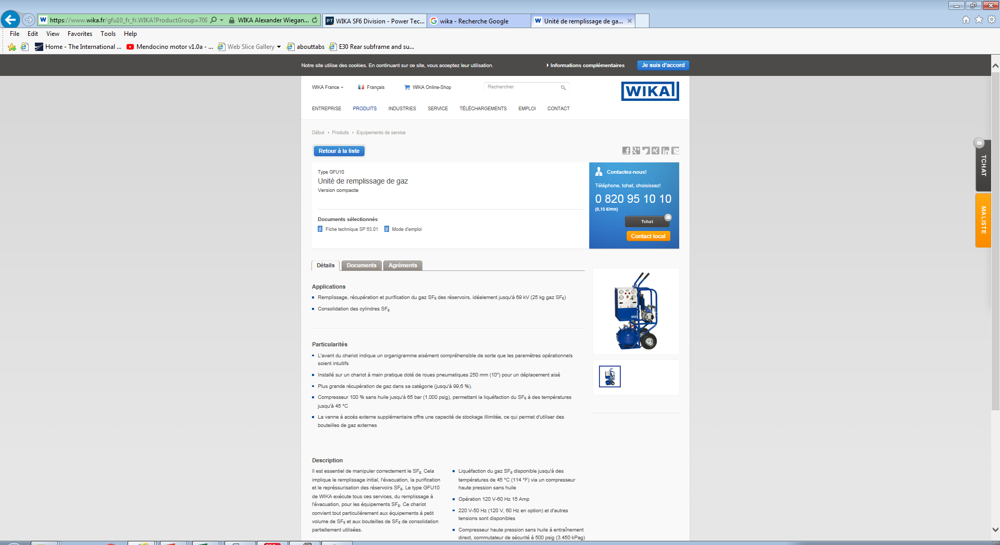 https://www.wika.fr/gfu10_fr_fr.WIKA?ProductGroup=709
WIKA Alexander Wiegan...
WIKA SF6 Division - Power Tec...
wika - Recherche Google
Unité de remplissage de ga...
File Edit View Favorites Tools Help
Home - The International ...
Mendocino motor v1.0a - ...
Web Slice Gallery
abouttabs
E30 Rear subframe and su...
Notre site utilise des cookies. En continuant sur ce site, vous acceptez leur utilisation.
Informations complémentaires
Je suis d'accord
WIKA France
Français
WIKA Online-Shop
Rechercher
WIKA
ENTREPRISE PRODUITS INDUSTRIES SERVICE TÉLÉCHARGEMENTS EMPLOI CONTACT
Début Produits Equipements de service
Retour à la liste
Type GFU10
Unité de remplissage de gaz
Version compacte
Documents sélectionnés
Fiche technique SP 63.01 Mode d'emploi
Contactez-nous!
Téléphone, tchat, choisissez!
0 820 95 10 10
(0,15 €/mn)
Tchat
Contact local
TCHAT
MA LISTE
Détails Documents Agréments
Applications
Remplissage, récupération et purification du gaz SF₆ des réservoirs, idéalement jusqu'à 69 kV (25 kg gaz SF₆)
Consolidation des cylindres SF₆
Particularités
L'avant du chariot indique un organigramme aisément compréhensible de sorte que les paramètres opérationnels
soient intuitifs
Installé sur un chariot à main pratique doté de roues pneumatiques 250 mm (10") pour un déplacement aisé
Plus grande récupération de gaz dans sa catégorie (jusqu'à 99,6 %).
Compresseur 100 % sans huile jusqu'à 65 bar (1.000 psig), permettant la liquéfaction du SF₆ à des températures
jusqu'à 45 °C
La vanne à accès externe supplémentaire offre une capacité de stockage illimitée, ce qui permet d'utiliser des
bouteilles de gaz externes
Description
Il est essentiel de manipuler correctement le SF₆. Cela
implique le remplissage initial, l'évacuation, la purification
et le représsurisation des réservoirs SF₆. Le type GFU10
de WIKA exécute tous ces services, du remplissage à
l'évacuation, pour les équipements SF₆. Ce chariot
convient tout particulièrement aux équipements à petit
volume de SF₆ et aux bouteilles de SF₆ de consolidation
partiellement utilisées.
Liquéfaction du gaz SF₆ disponible jusqu'à des
températures de 45 °C (114 °F) via un compresseur
haute pression sans huile
Opération 120 V-60 Hz 15 Amp
220 V-50 Hz (120 V, 60 Hz en option) et d'autres
tensions sont disponibles
Compresseur haute pression sans huile à entraînement
direct, commutateur de sécurité à 500 psig (3.450 kPag)